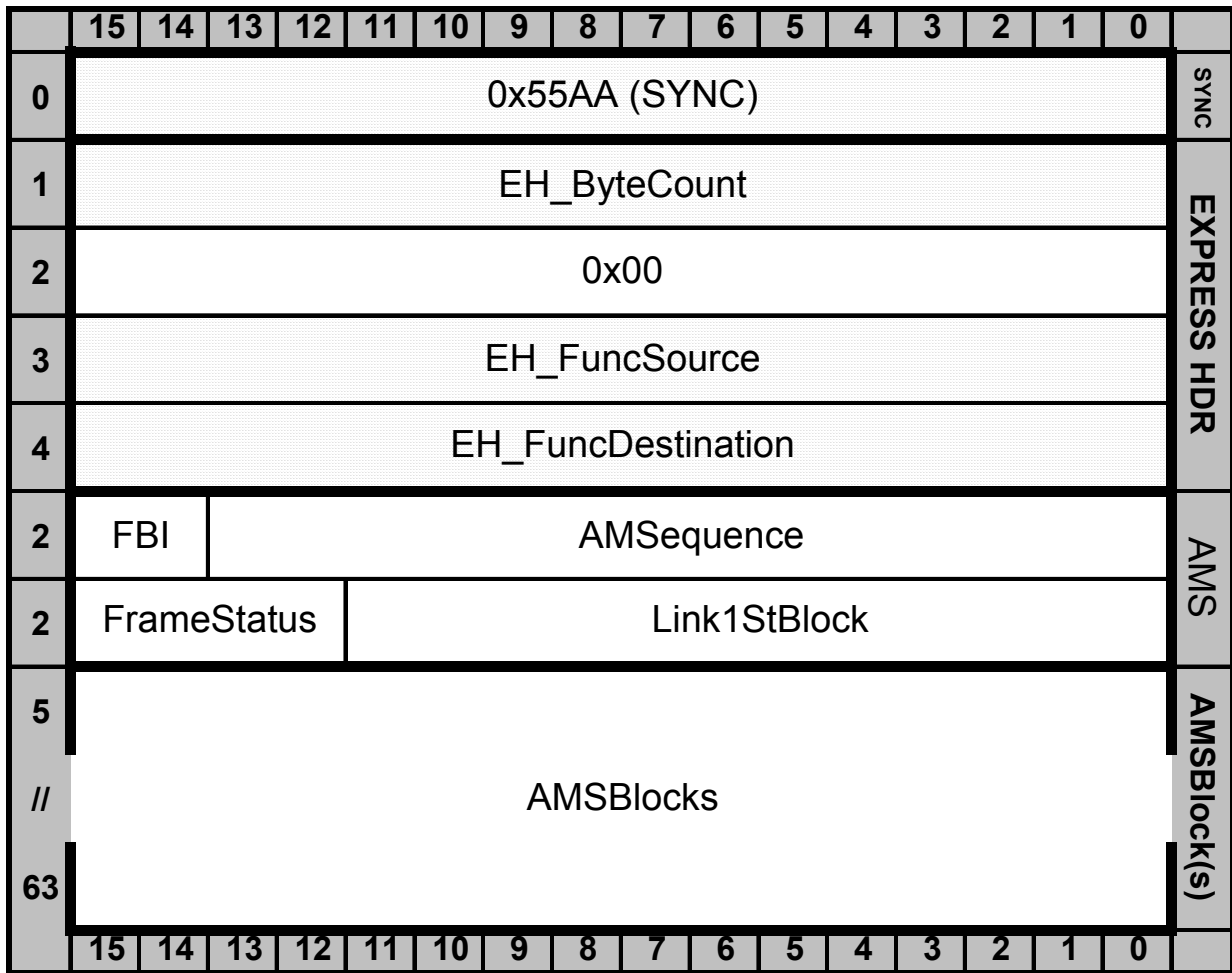 15 14 13 12 11 10 9 8 7 6 5 4 3 2 1 0
0 0x55AA (SYNC) SYNC
1 EH_ByteCount
2 0x00
3 EH_FuncSource
4 EH_FuncDestination
EXPRESS HDR
2 FBI AMSequence
2 FrameStatus Link1StBlock
AMS
5
// AMSBlocks
63
AMSBlock(s)
15 14 13 12 11 10 9 8 7 6 5 4 3 2 1 0